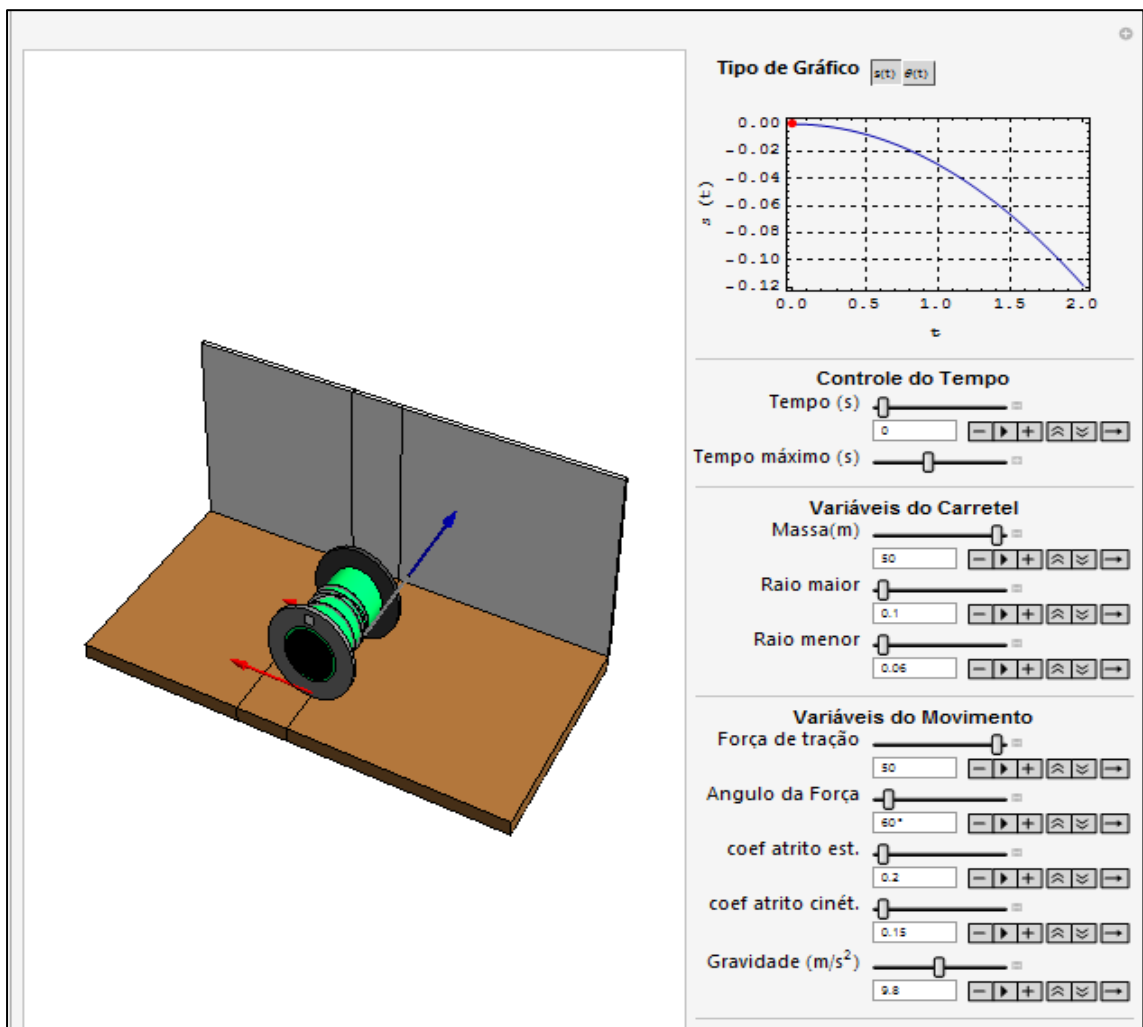 Tipo de Gráfico s(t) θ(t)
0.00
-0.02
-0.04
-0.06
-0.08
-0.10
-0.12
s (t)
0.0 0.5 1.0 1.5 2.0
t
Controle do Tempo
Tempo (s)
0
Tempo máximo (s)
Variáveis do Carretel
Massa(m)
50
Raio maior
0.1
Raio menor
0.06
Variáveis do Movimento
Força de tração
50
Angulo da Força
60°
coef atrito est.
0.2
coef atrito cinét.
0.15
Gravidade (m/s²)
9.8